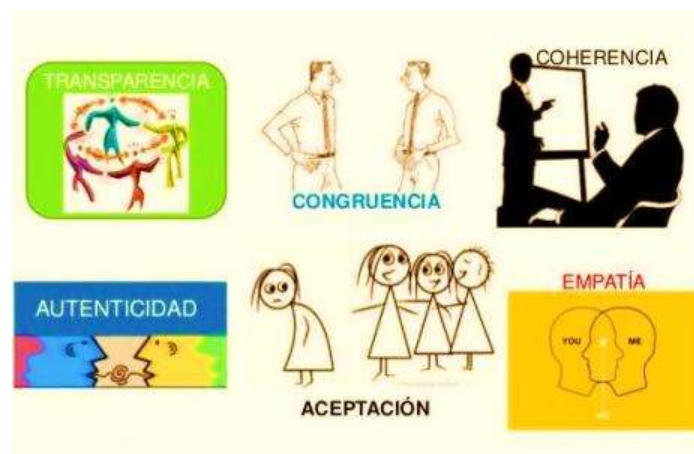 TRANSPARENCIA
CONGRUENCIA
COHERENCIA
AUTENTICIDAD
ACEPTACIÓN
EMPATÍA
YOU
ME